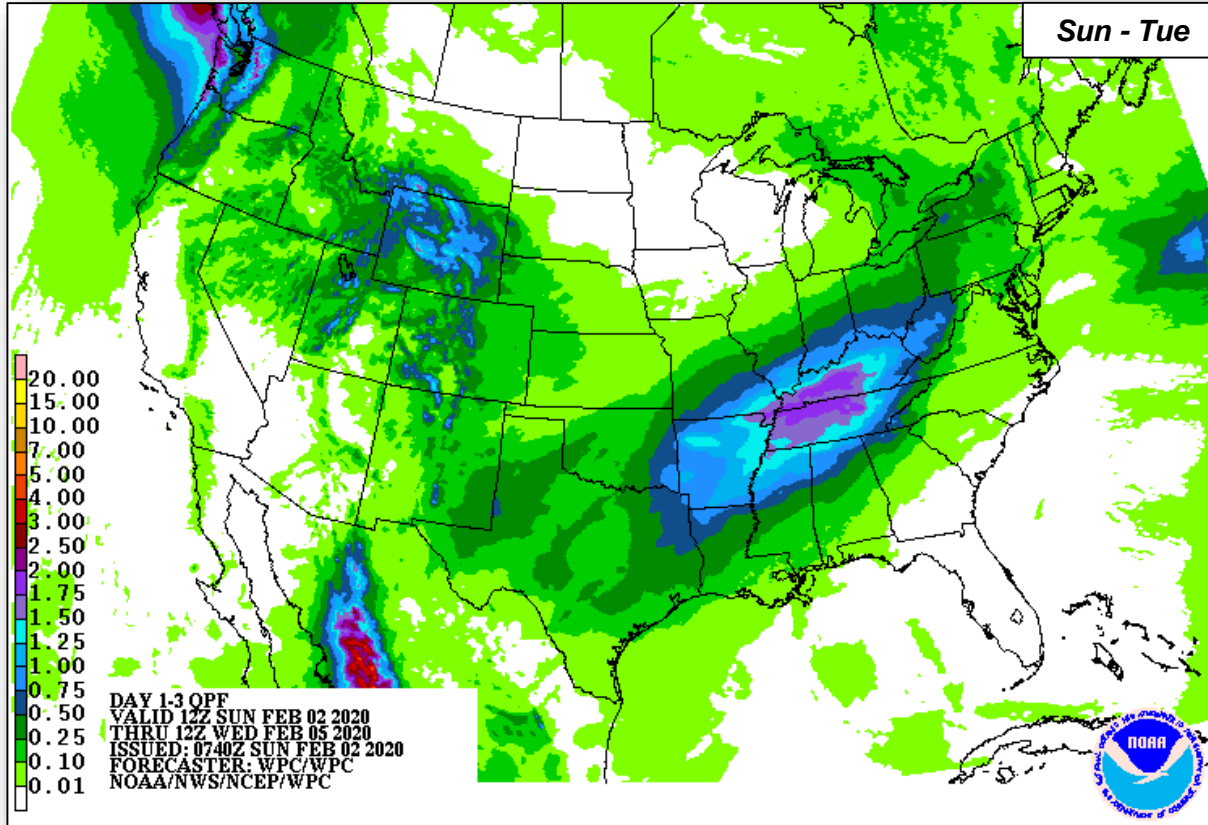 Sun - Tue
20.00
15.00
10.00
7.00
5.00
4.00
3.00
2.50
2.00
1.75
1.50
1.25
1.00
0.75
0.50
0.25
0.10
0.01
DAY 1-3 QPF
VALID 12Z SUN FEB 02 2020
THRU 12Z WED FEB 05 2020
ISSUED: 0740Z SUN FEB 02 2020
FORECASTER: WPC/WPC
NOAA/NWS/NCEP/WPC
NOAA